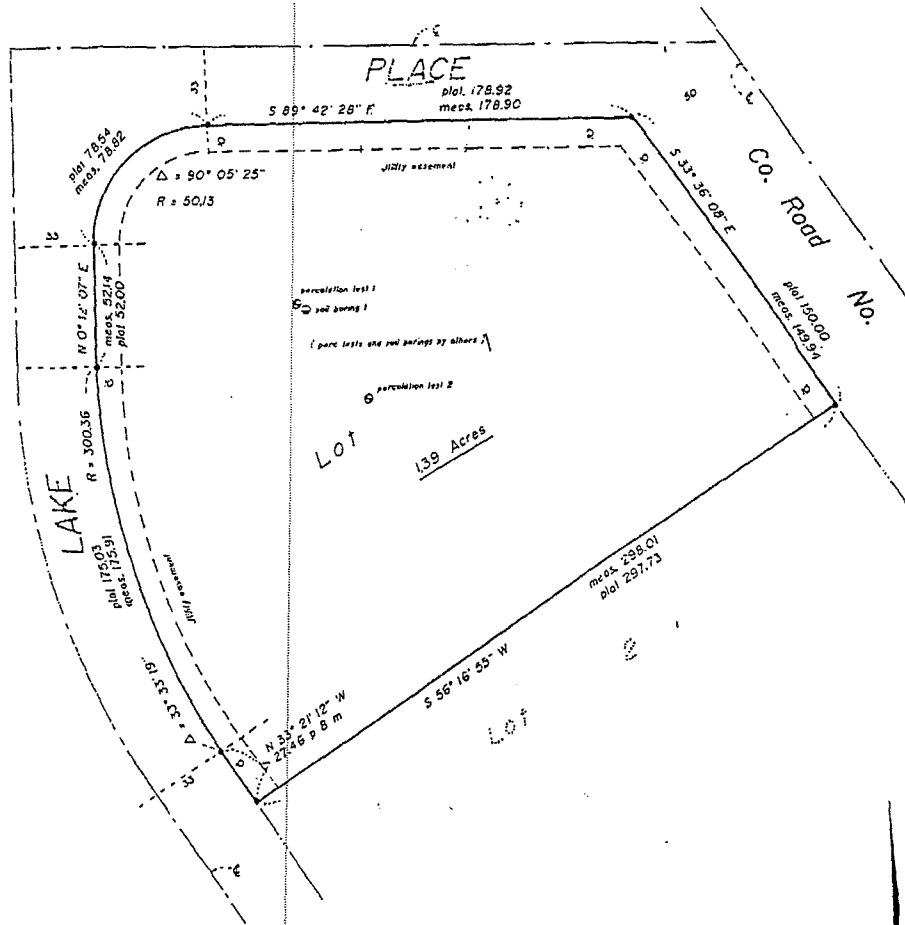 ℄
PLACE
plat. 178.92
meas. 178.90
S 89° 42' 28" E
33
50
℄
Co. Road No.
S 33° 36' 08" E
plat 150.00
meas. 149.94
plat 78.54
meas. 78.82
Δ = 90° 05' 25"
R = 50.13
Utility easement
33
N 0° 12' 07" E
meas. 52.14
plat 52.00
percolation test 1
soil boring 1
( perc tests and soil borings by others )
percolation test 2
Lot
1.39 Acres
R = 300.36
LAKE
plat 175.03
meas. 175.91
Utility easement
Δ = 33° 33' 19"
meas. 298.01
plat 297.73
S 56° 16' 55" W
N 33° 21' 12" W
27.46 p & m
33
Lot 2
℄